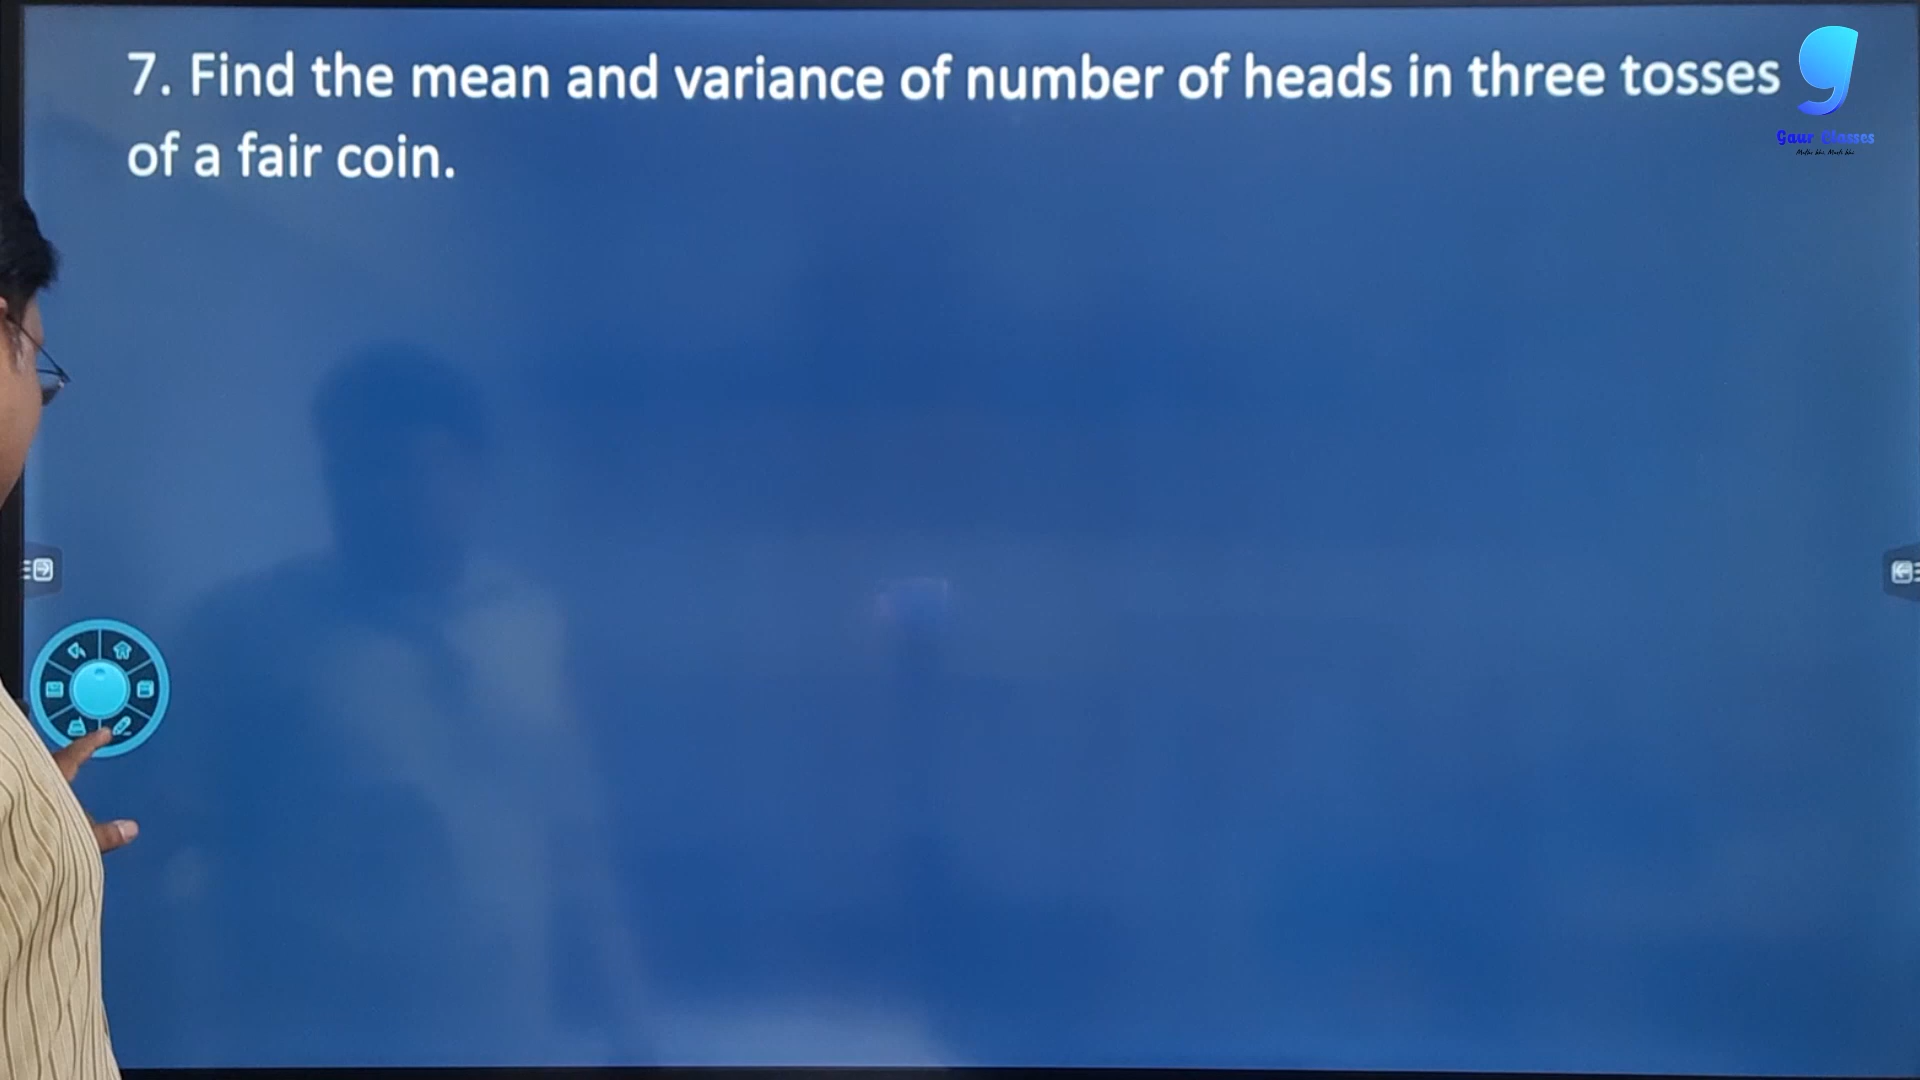 7. Find the mean and variance of number of heads in three tosses
of a fair coin.
Gaur Classes